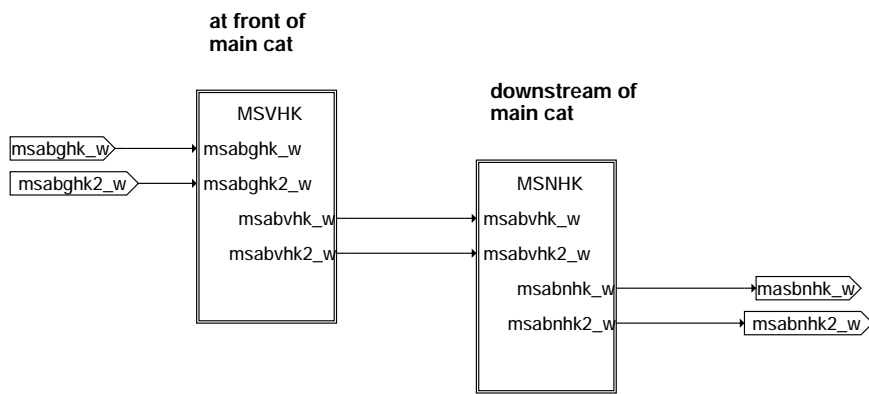 at front of
main cat
downstream of
main cat
MSVHK
msabghk_w
msabghk_w
msabghk2_w
msabghk2_w
msabvhk_w
msabvhk2_w
MSNHK
msabvhk_w
msabvhk2_w
msabnhk_w
msabnhk2_w
masbnhk_w
msabnhk2_w